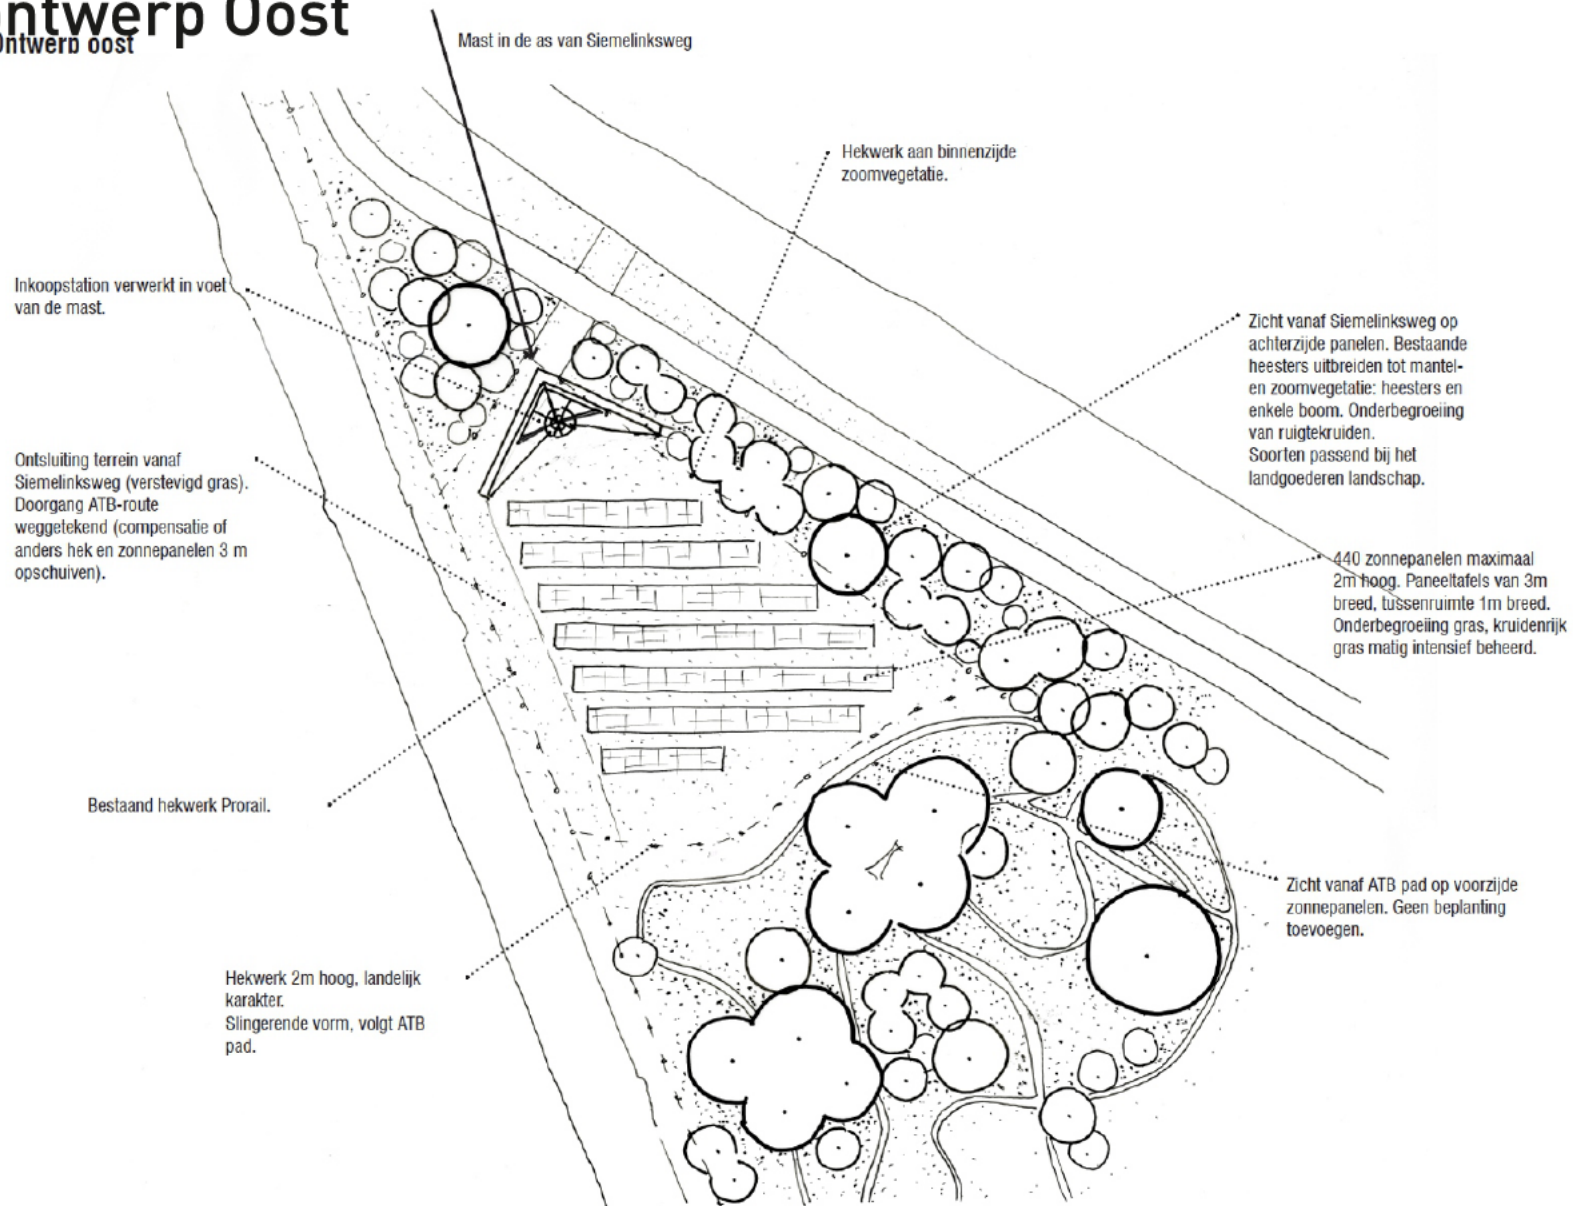 ontwerp Oost
Ontwerp oost
Mast in de as van Siemelinksweg
Hekwerk aan binnenzijde
zoomvegetatie.
Inkoopstation verwerkt in voet
van de mast.
Zicht vanaf Siemelinksweg op
achterzijde panelen. Bestaande
heesters uitbreiden tot mantel-
en zoomvegetatie: heesters en
enkele boom. Onderbegroeiing
van ruigtekruiden.
Soorten passend bij het
landgoederen landschap.
Ontsluiting terrein vanaf
Siemelinksweg (verstevigd gras).
Doorgang ATB-route
weggetekend (compensatie of
anders hek en zonnepanelen 3 m
opschuiven).
440 zonnepanelen maximaal
2m hoog. Paneeltafels van 3m
breed, tussenruimte 1m breed.
Onderbegroeiing gras, kruidenrijk
gras matig intensief beheerd.
Bestaand hekwerk Prorail.
Zicht vanaf ATB pad op voorzijde
zonnepanelen. Geen beplanting
toevoegen.
Hekwerk 2m hoog, landelijk
karakter.
Slingerende vorm, volgt ATB
pad.